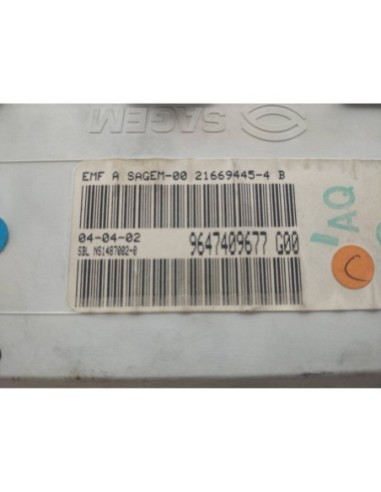 SAGEM
EMF A SAGEM-00 21669445-4 B
04-04-02
9647409677 G00
SBL NS1487002-0
AQ